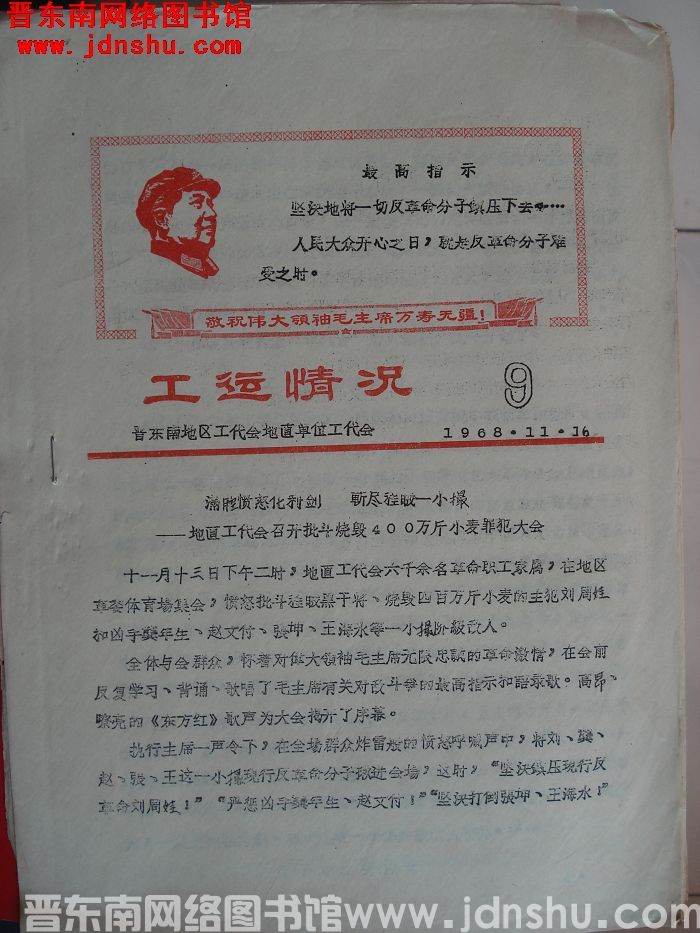 晋东南网络图书馆
www.jdnshu.com
最高指示
坚决地将一切反革命分子镇压下去……
人民大众开心之日，就是反革命分子难
受之时。
敬祝伟大领袖毛主席万寿无疆！
工运情况 9
晋东南地区工代会地直单位工代会 1968·11·16
满腔愤怒化利剑 斩尽程贼一小撮
——地直工代会召开批斗烧毁400万斤小麦罪犯大会
十一月十三日下午二时，地直工代会六千余名革命职工家属，在地区
革委体育场集会，愤怒批斗程贼黑干将、烧毁四百万斤小麦的主犯刘周娃
和凶手龚年生、赵文付、張坤、王海水等一小撮阶級敌人。
全体与会群众，怀着对伟大领袖毛主席无限忠诚的革命激情，在会前
反复学习、背诵、歌唱了毛主席有关对敌斗争的最高指示和語录歌。高昂、
嘹亮的《东方红》歌声为大会揭开了序幕。
执行主席一声令下，在全場群众炸雷般的愤怒呼喊声中，将刘、龚、
赵、張、王这一小撮现行反革命分子揪进会場，这时，“坚决鎮压现行反
革命刘周娃！”“严惩凶手龚年生、赵文付！”“坚决打倒張坤、王海水！”
晋东南网络图书馆www.jdnshu.com